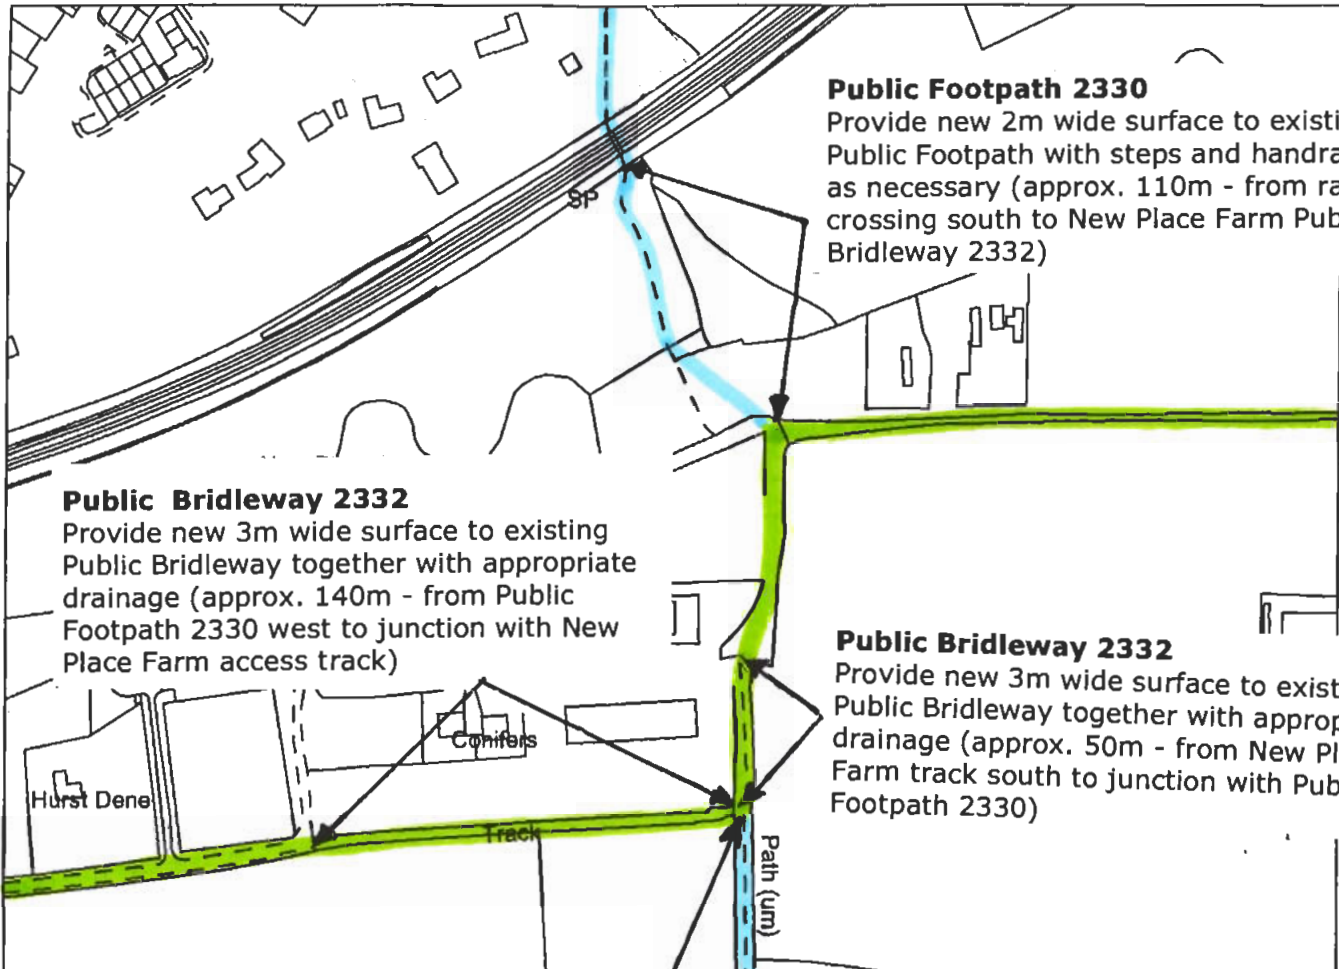 Public Footpath 2330
Provide new 2m wide surface to existi
Public Footpath with steps and handra
as necessary (approx. 110m - from ra
crossing south to New Place Farm Pub
Bridleway 2332)
SP
Public Bridleway 2332
Provide new 3m wide surface to existing
Public Bridleway together with appropriate
drainage (approx. 140m - from Public
Footpath 2330 west to junction with New
Place Farm access track)
Public Bridleway 2332
Provide new 3m wide surface to exist
Public Bridleway together with approp
drainage (approx. 50m - from New Pl
Farm track south to junction with Pub
Footpath 2330)
Conifers
Hurst Dene
Track
Path (um)